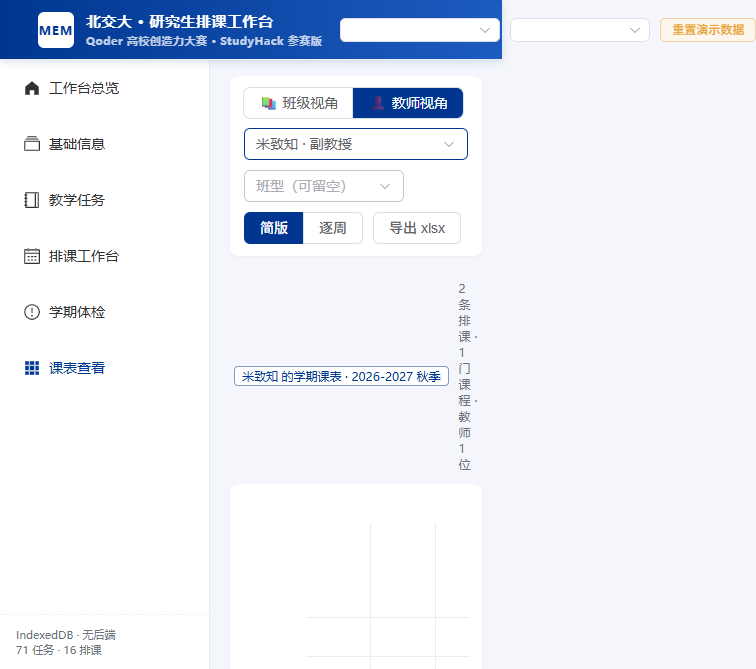 MEM
北交大 • 研究生排课工作台
Qoder 高校创造力大赛 • StudyHack 参赛版
重置演示数据
工作台总览
基础信息
教学任务
排课工作台
学期体检
课表查看
IndexedDB · 无后端
71 任务 · 16 排课
班级视角
教师视角
米致知 · 副教授
班型（可留空）
简版
逐周
导出 xlsx
米致知 的学期课表 · 2026-2027 秋季
2
条
排
课 ·
1
门
课
程 ·
教
师
1
位